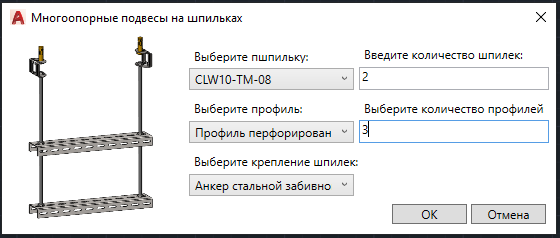 Многоопорные подвесы на шпильках
Выберите пшпильку:
Введите количество шпилек:
CLW10-TM-08
2
Выберите профиль:
Выберите количество профилей
Профиль перфорирован
3
Выберите крепление шпилек:
Анкер стальной забивно
ОК
Отмена